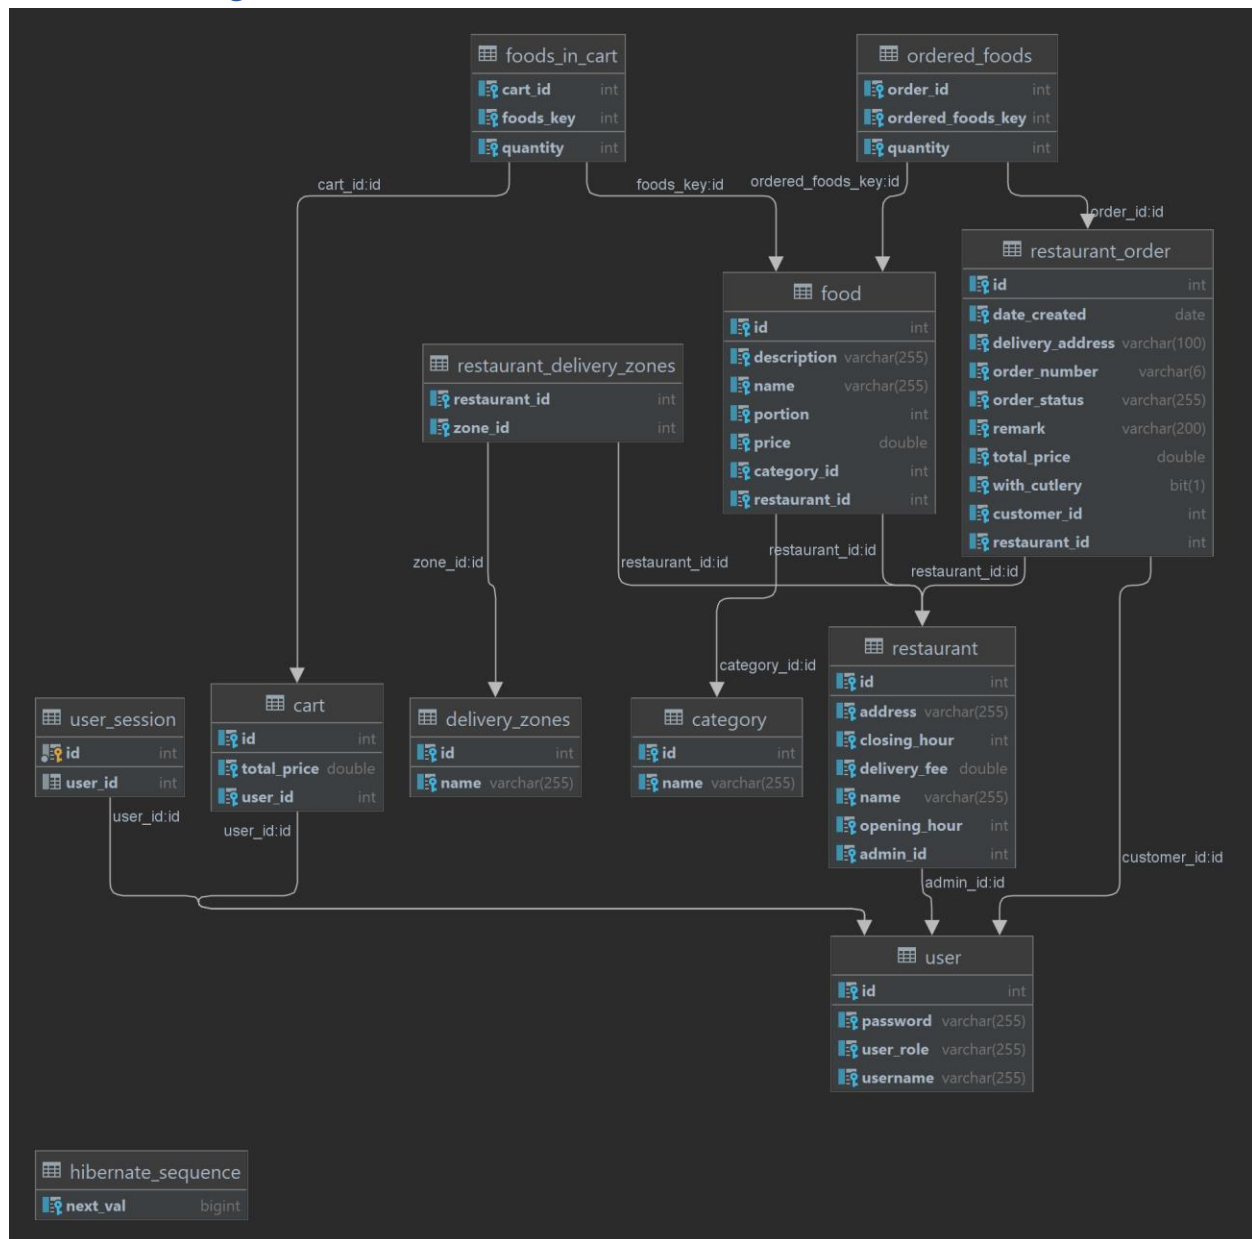 foods_in_cart
cart_id int
foods_key int
quantity int
ordered_foods
order_id int
ordered_foods_key int
quantity int
cart_id:id
foods_key:id
ordered_foods_key:id
order_id:id
restaurant_order
id int
date_created date
delivery_address varchar(100)
order_number varchar(6)
order_status varchar(255)
remark varchar(200)
total_price double
with_cutlery bit(1)
customer_id int
restaurant_id int
food
id int
description varchar(255)
name varchar(255)
portion int
price double
category_id int
restaurant_id int
restaurant_delivery_zones
restaurant_id int
zone_id int
zone_id:id
restaurant_id:id
restaurant_id:id
restaurant_id:id
category_id:id
restaurant
id int
address varchar(255)
closing_hour int
delivery_fee double
name varchar(255)
opening_hour int
admin_id int
user_session
id int
user_id int
cart
id int
total_price double
user_id int
delivery_zones
id int
name varchar(255)
category
id int
name varchar(255)
user_id:id
user_id:id
admin_id:id
customer_id:id
user
id int
password varchar(255)
user_role varchar(255)
username varchar(255)
hibernate_sequence
next_val bigint